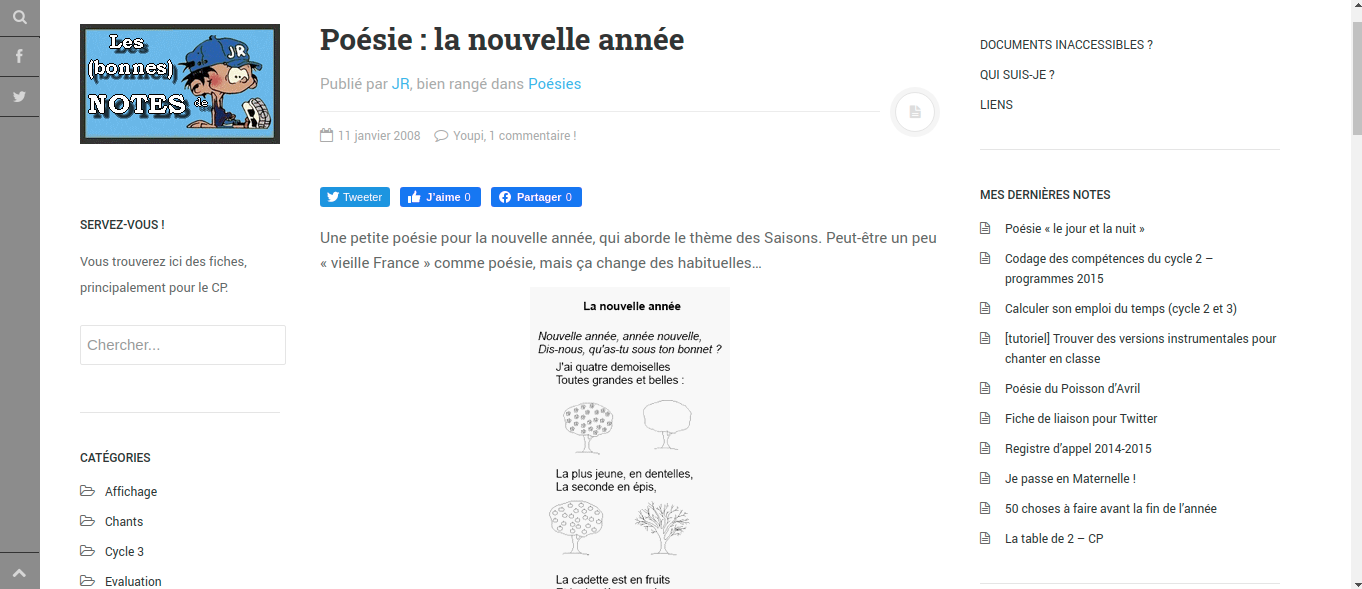 Les
(bonnes)
NOTES de
JR
SERVEZ-VOUS !
Vous trouverez ici des fiches,
principalement pour le CP.
Chercher...
CATÉGORIES
Affichage
Chants
Cycle 3
Evaluation
Poésie : la nouvelle année
Publié par JR, bien rangé dans Poésies
11 janvier 2008 Youpi, 1 commentaire !
Tweeter J'aime 0 Partager 0
Une petite poésie pour la nouvelle année, qui aborde le thème des Saisons. Peut-être un peu
« vieille France » comme poésie, mais ça change des habituelles…
La nouvelle année
Nouvelle année, année nouvelle,
Dis-nous, qu'as-tu sous ton bonnet ?
J'ai quatre demoiselles
Toutes grandes et belles :
La plus jeune, en dentelles,
La seconde en épis,
La cadette est en fruits
DOCUMENTS INACCESSIBLES ?
QUI SUIS-JE ?
LIENS
MES DERNIÈRES NOTES
Poésie « le jour et la nuit »
Codage des compétences du cycle 2 –
programmes 2015
Calculer son emploi du temps (cycle 2 et 3)
[tutoriel] Trouver des versions instrumentales pour
chanter en classe
Poésie du Poisson d'Avril
Fiche de liaison pour Twitter
Registre d'appel 2014-2015
Je passe en Maternelle !
50 choses à faire avant la fin de l'année
La table de 2 – CP